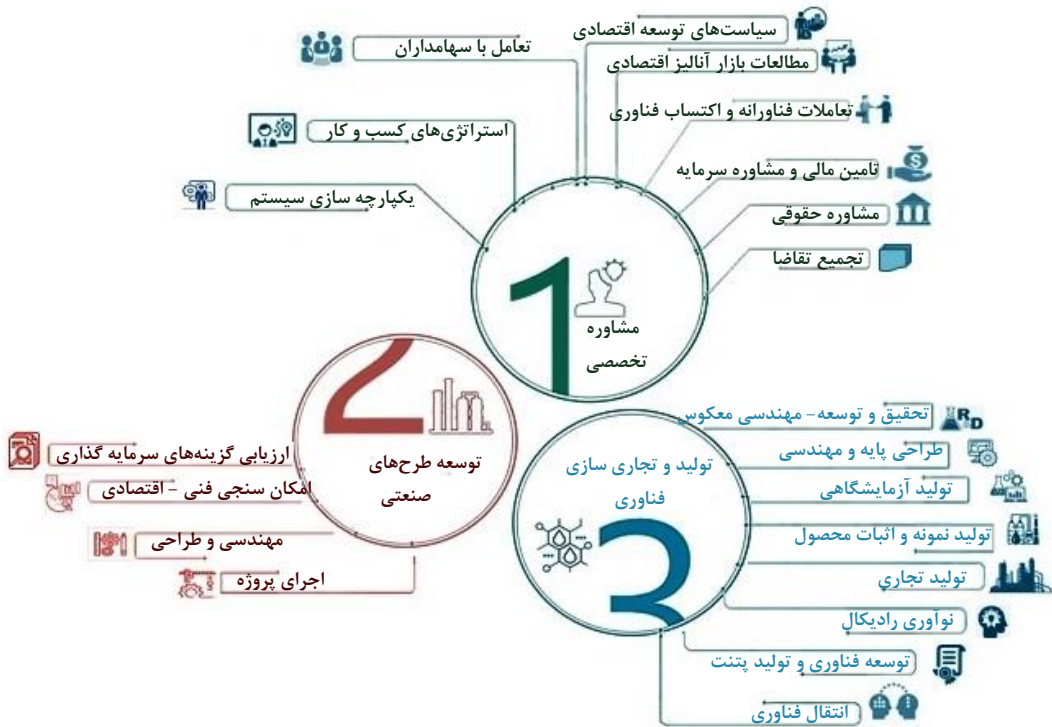 سیاست‌های توسعه اقتصادی
مطالعات بازار آنالیز اقتصادی
تعاملات فناورانه و اکتساب فناوری
تامین مالی و مشاوره سرمایه
مشاوره حقوقی
تجمیع تقاضا
تعامل با سهامداران
استراتژی‌های کسب و کار
یکپارچه سازی سیستم
1
مشاوره
تخصصی
2
توسعه طرح‌های
صنعتی
ارزیابی گزینه‌های سرمایه گذاری
امکان سنجی فنی - اقتصادی
مهندسی و طراحی
اجرای پروژه
تولید و تجاری سازی
فناوری
3
تحقیق و توسعه- مهندسی معکوس
R&D
طراحی پایه و مهندسی
تولید آزمایشگاهی
تولید نمونه و اثبات محصول
تولید تجاری
نوآوری رادیکال
توسعه فناوری و تولید پتنت
انتقال فناوری